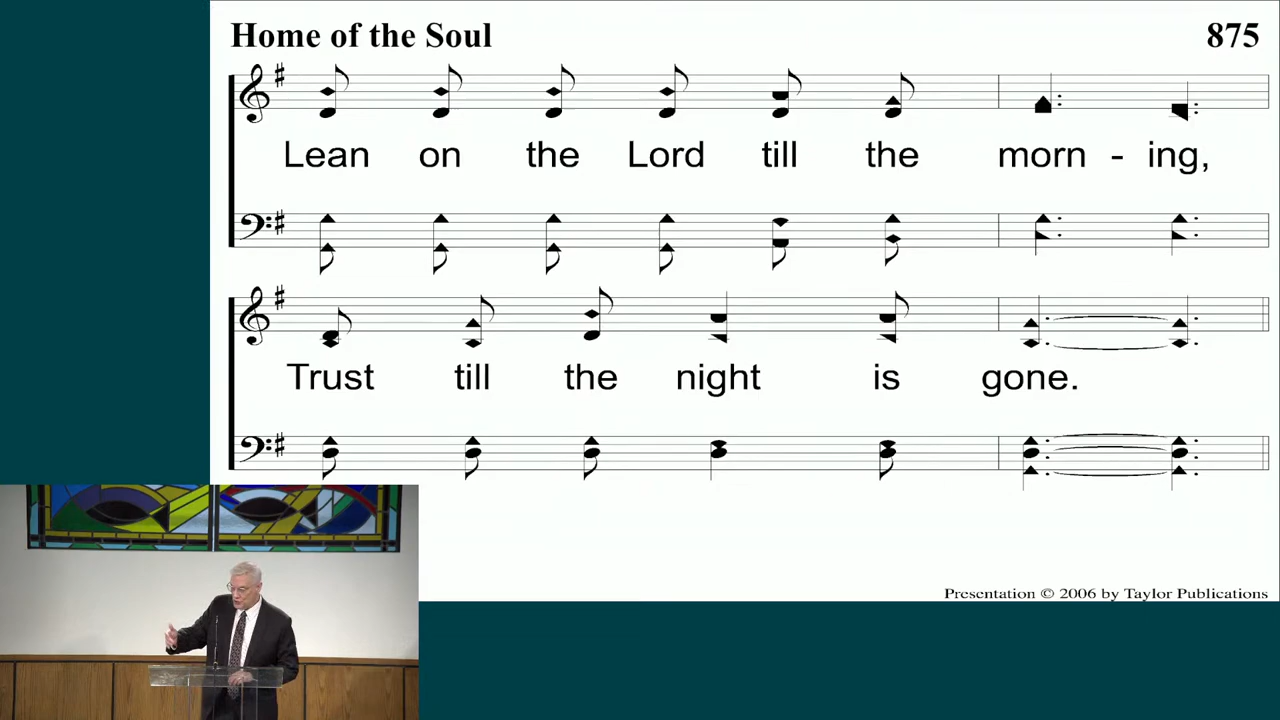 Home of the Soul 875
Lean on the Lord till the morn - ing,
Trust till the night is gone.
Presentation © 2006 by Taylor Publications